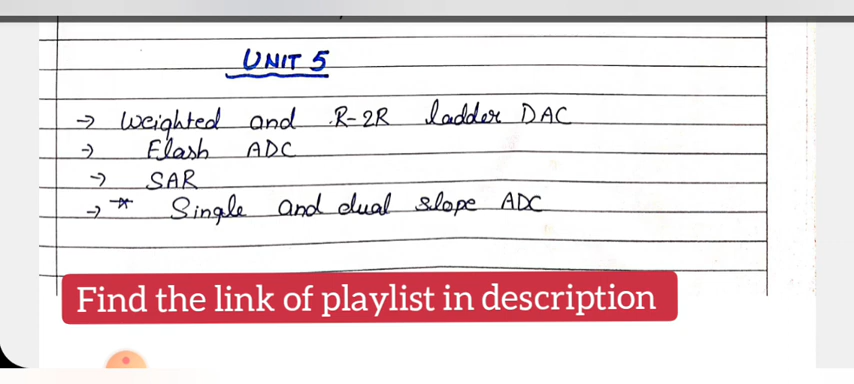 UNIT 5
→ Weighted and R-2R ladder DAC
→ Flash ADC
→ SAR
→ * Single and dual slope ADC
Find the link of playlist in description